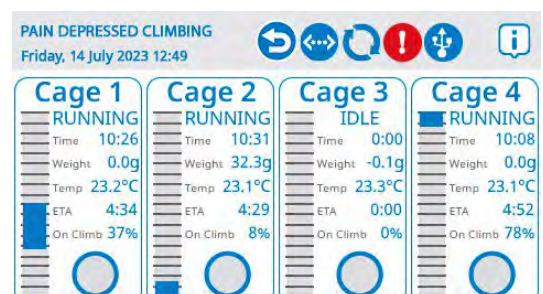 PAIN DEPRESSED CLIMBING
Friday, 14 July 2023 12:49
Cage 1
RUNNING
Time 10:26
Weight 0.0g
Temp 23.2°C
ETA 4:34
On Climb 37%
Cage 2
RUNNING
Time 10:31
Weight 32.3g
Temp 23.1°C
ETA 4:29
On Climb 8%
Cage 3
IDLE
Time 0:00
Weight -0.1g
Temp 23.3°C
ETA 0:00
On Climb 0%
Cage 4
RUNNING
Time 10:08
Weight 0.0g
Temp 23.1°C
ETA 4:52
On Climb 78%